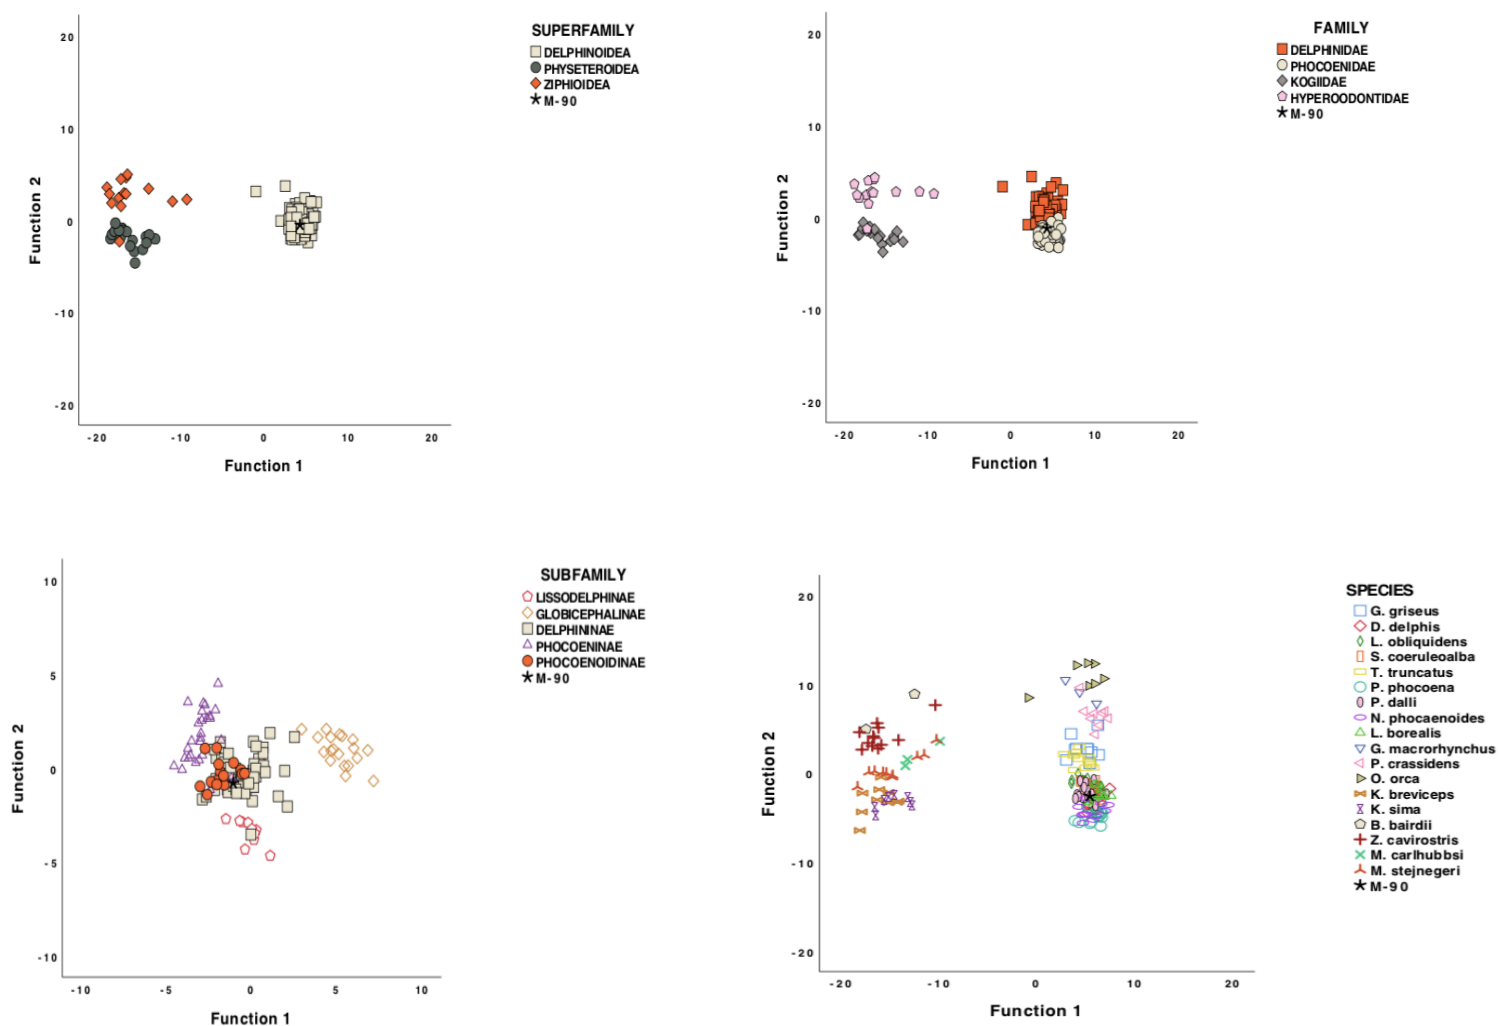 SUPERFAMILY
DELPHINOIDEA
PHYSETEROIDEA
ZIPHIOIDEA
M-90
20
10
0
-10
-20
Function 2
-20 -10 0 10 20
Function 1
FAMILY
DELPHINIDAE
PHOCOENIDAE
KOGIIDAE
HYPEROODONTIDAE
M-90
20
10
0
-10
-20
Function 2
-20 -10 0 10 20
Function 1
SUBFAMILY
LISSODELPHINAE
GLOBICEPHALINAE
DELPHININAE
PHOCOENINAE
PHOCOENOIDINAE
M-90
10
5
0
-5
-10
Function 2
-10 -5 0 5 10
Function 1
SPECIES
G. griseus
D. delphis
L. obliquidens
S. coeruleoalba
T. truncatus
P. phocoena
P. dalli
N. phocaenoides
L. borealis
G. macrorhynchus
P. crassidens
O. orca
K. breviceps
K. sima
B. bairdii
Z. cavirostris
M. carlhubbsi
M. stejnegeri
M-90
20
10
0
-10
-20
Function 2
-20 -10 0 10 20
Function 1